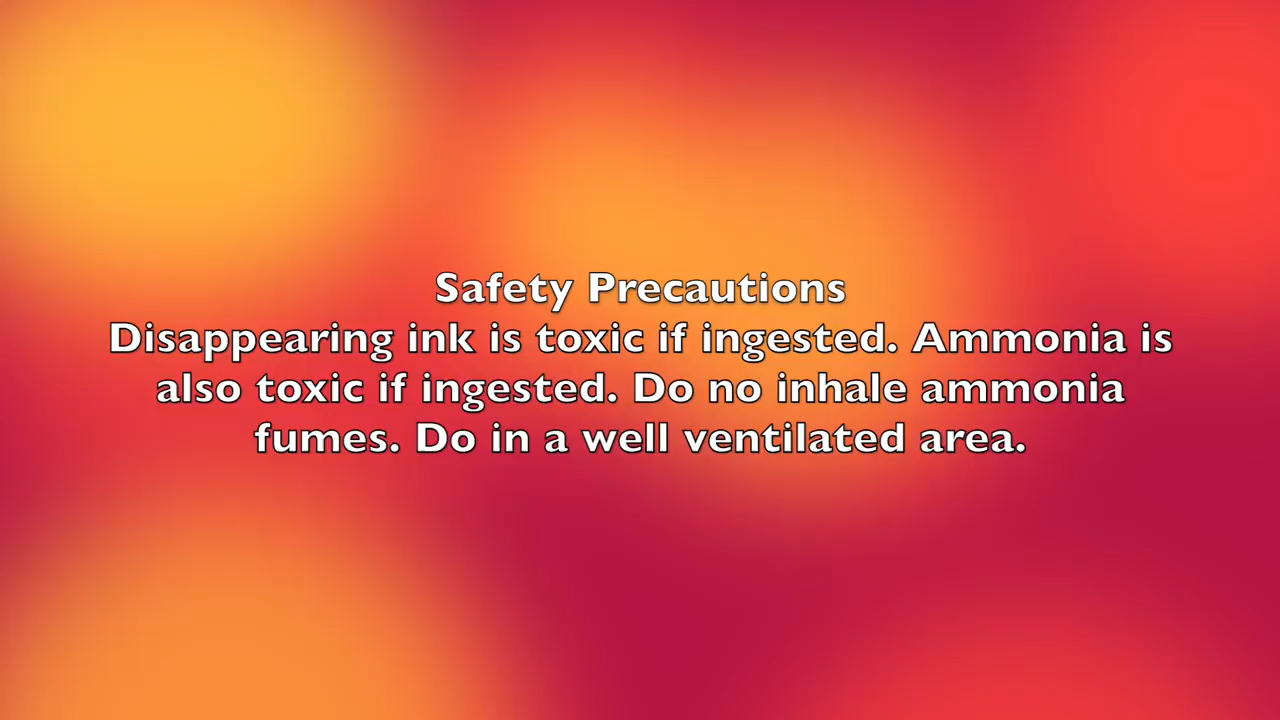 Safety Precautions
Disappearing ink is toxic if ingested. Ammonia is
also toxic if ingested. Do no inhale ammonia
fumes. Do in a well ventilated area.